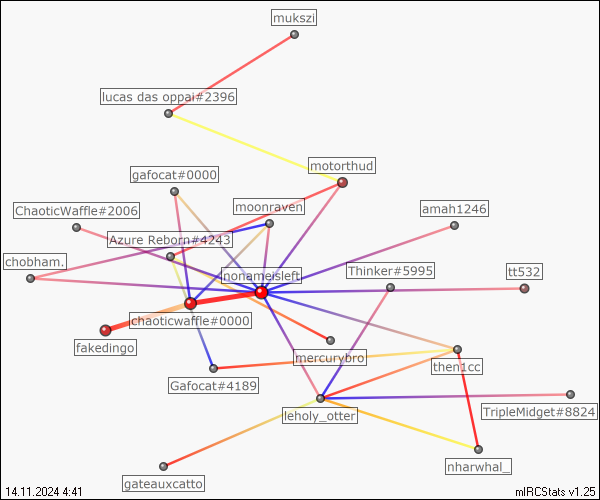 mukszi
lucas das oppai#2396
motorthud
gafocat#0000
moonraven
amah1246
ChaoticWaffle#2006
Azure Reborn#4243
chobham.
nonameisleft
Thinker#5995
tt532
chaoticwaffle#0000
fakedingo
mercurybro
then1cc
Gafocat#4189
leholy_otter
TripleMidget#8824
nharwhal_
gateauxcatto
14.11.2024 4:41
mIRCStats v1.25